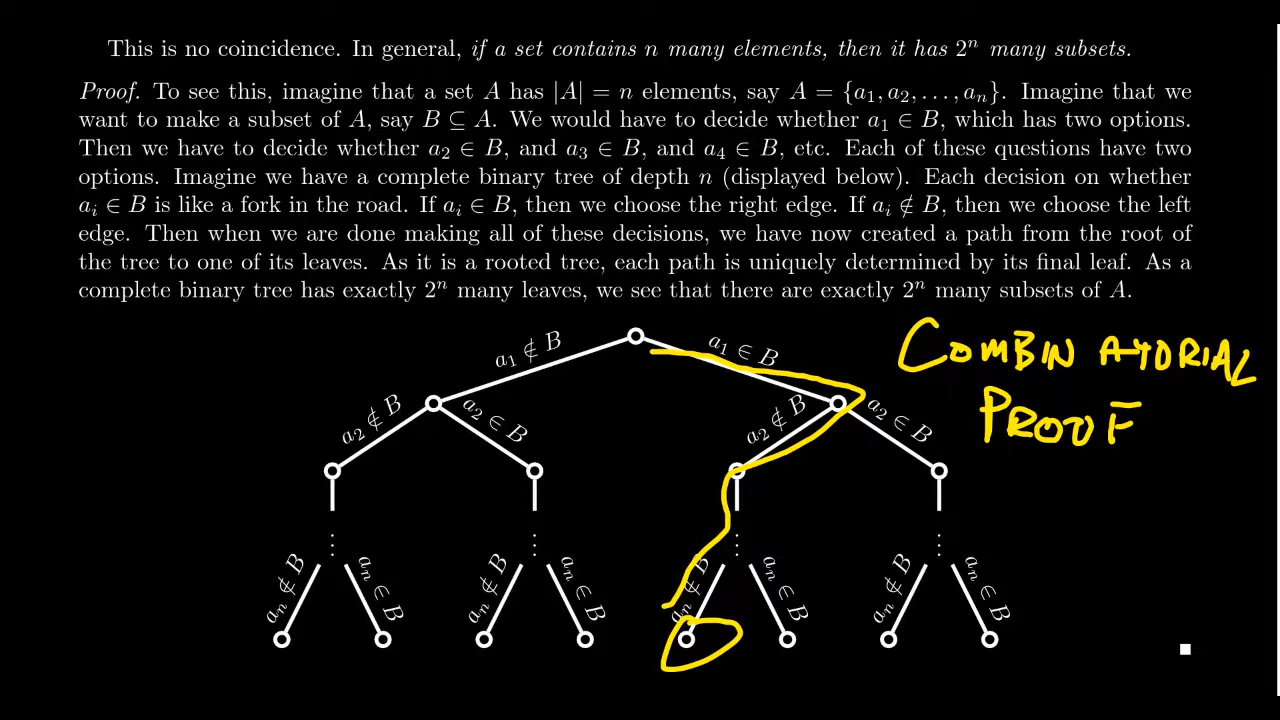 This is no coincidence. In general, if a set contains n many elements, then it has 2ⁿ many subsets.
Proof. To see this, imagine that a set A has |A| = n elements, say A = {a₁, a₂, . . . , aₙ}. Imagine that we
want to make a subset of A, say B ⊆ A. We would have to decide whether a₁ ∈ B, which has two options.
Then we have to decide whether a₂ ∈ B, and a₃ ∈ B, and a₄ ∈ B, etc. Each of these questions have two
options. Imagine we have a complete binary tree of depth n (displayed below). Each decision on whether
aᵢ ∈ B is like a fork in the road. If aᵢ ∈ B, then we choose the right edge. If aᵢ ∉ B, then we choose the left
edge. Then when we are done making all of these decisions, we have now created a path from the root of
the tree to one of its leaves. As it is a rooted tree, each path is uniquely determined by its final leaf. As a
complete binary tree has exactly 2ⁿ many leaves, we see that there are exactly 2ⁿ many subsets of A.
a₁ ∉ B a₁ ∈ B
COMBINATORIAL
PROOF
a₂ ∉ B a₂ ∈ B a₂ ∉ B a₂ ∈ B
⋮ ⋮ ⋮ ⋮
aₙ ∉ B aₙ ∈ B aₙ ∉ B aₙ ∈ B aₙ ∉ B aₙ ∈ B aₙ ∉ B aₙ ∈ B